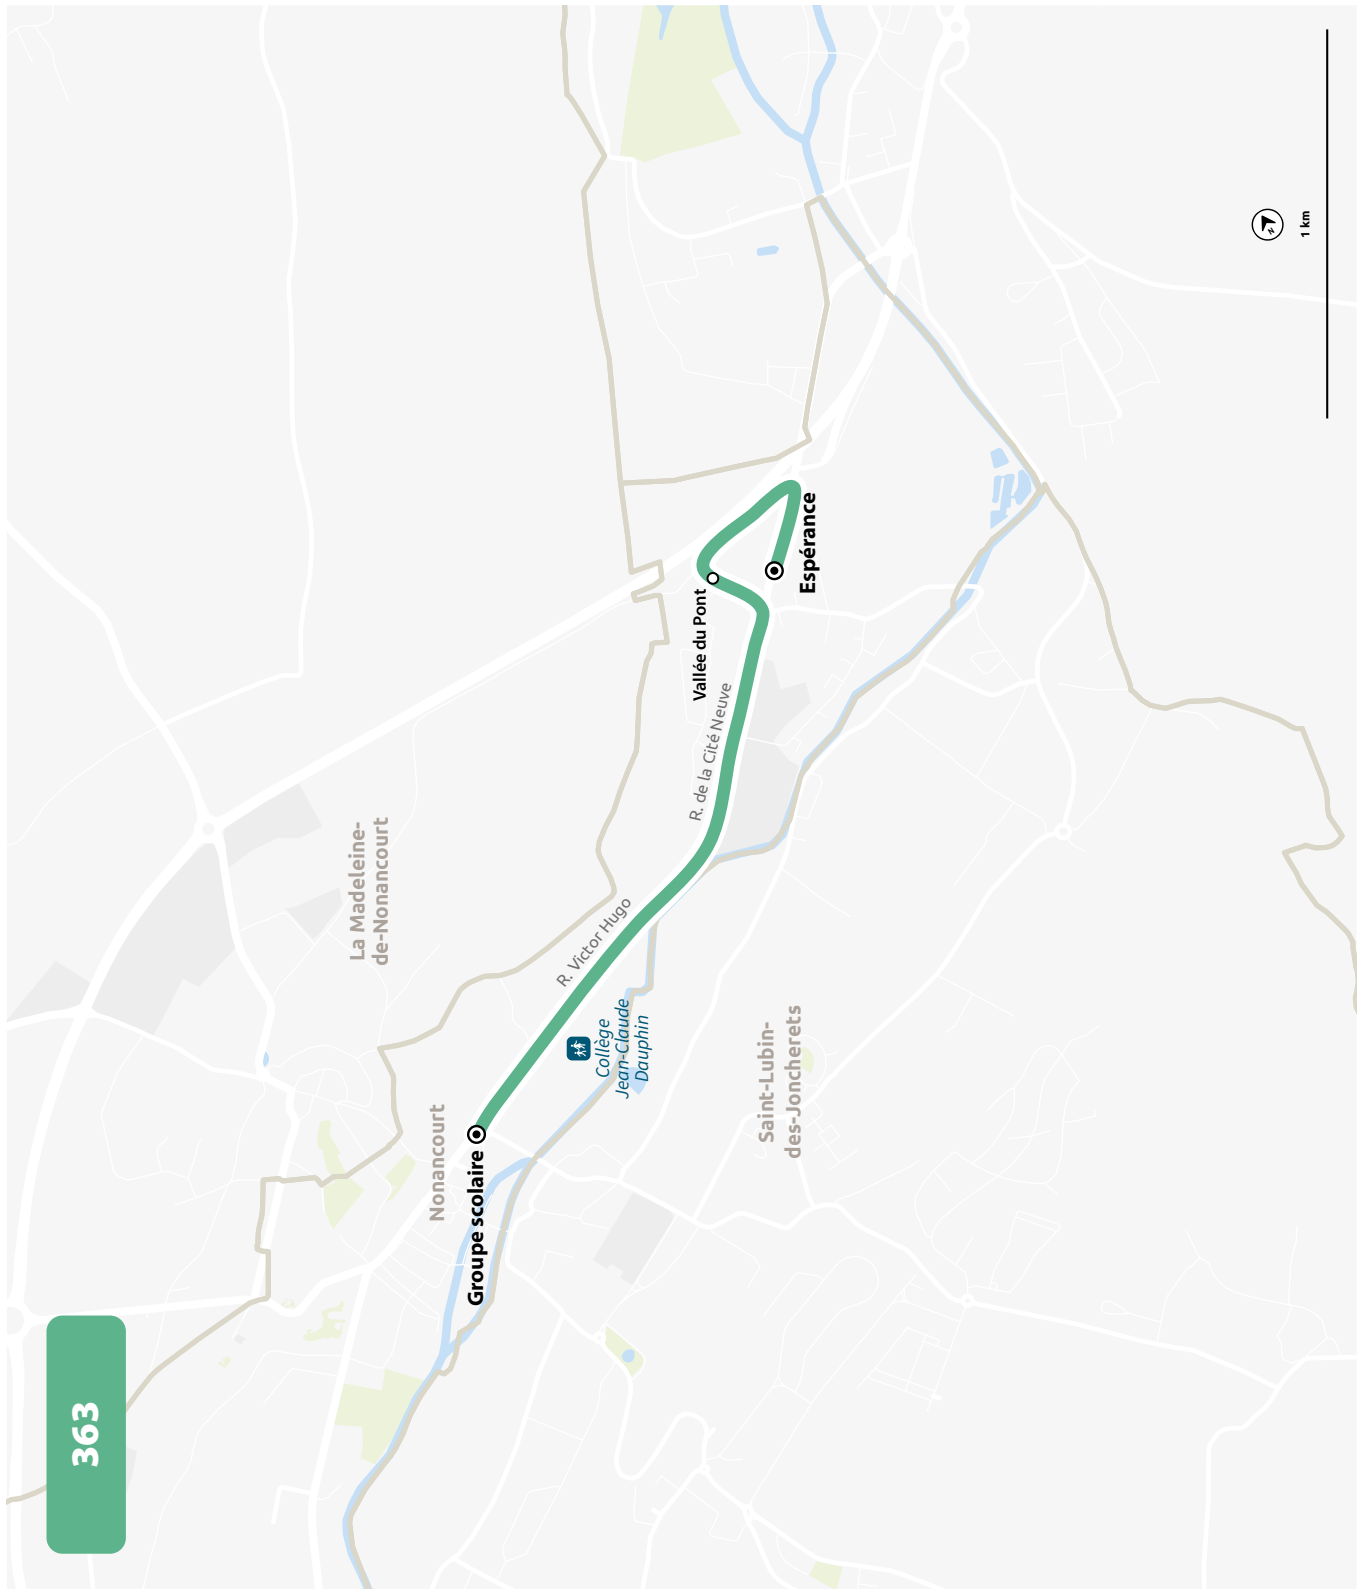 363
La Madeleine-
de-Nonancourt
Nonancourt
Groupe scolaire
R. Victor Hugo
Collège
Jean-Claude
Dauphin
R. de la Cité Neuve
Vallée du Pont
Espérance
Saint-Lubin-
des-Joncherets
N
1 km